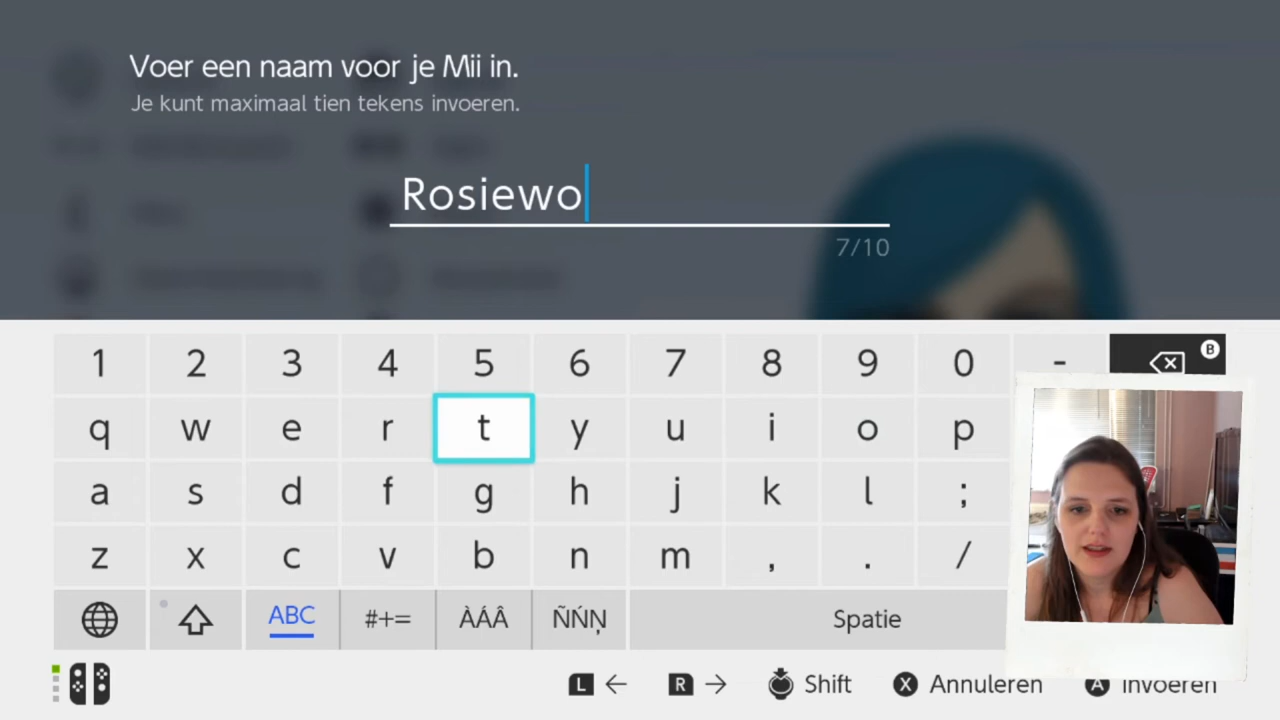 Voer een naam voor je Mii in.
Je kunt maximaal tien tekens invoeren.
Rosiewo
7/10
1 2 3 4 5 6 7 8 9 0 - B
q w e r t y u i o p
a s d f g h j k l ;
z x c v b n m , . /
ABC #+= ÀÁÂ ÑŃŅ Spatie
L ← R → Shift X Annuleren A Invoeren